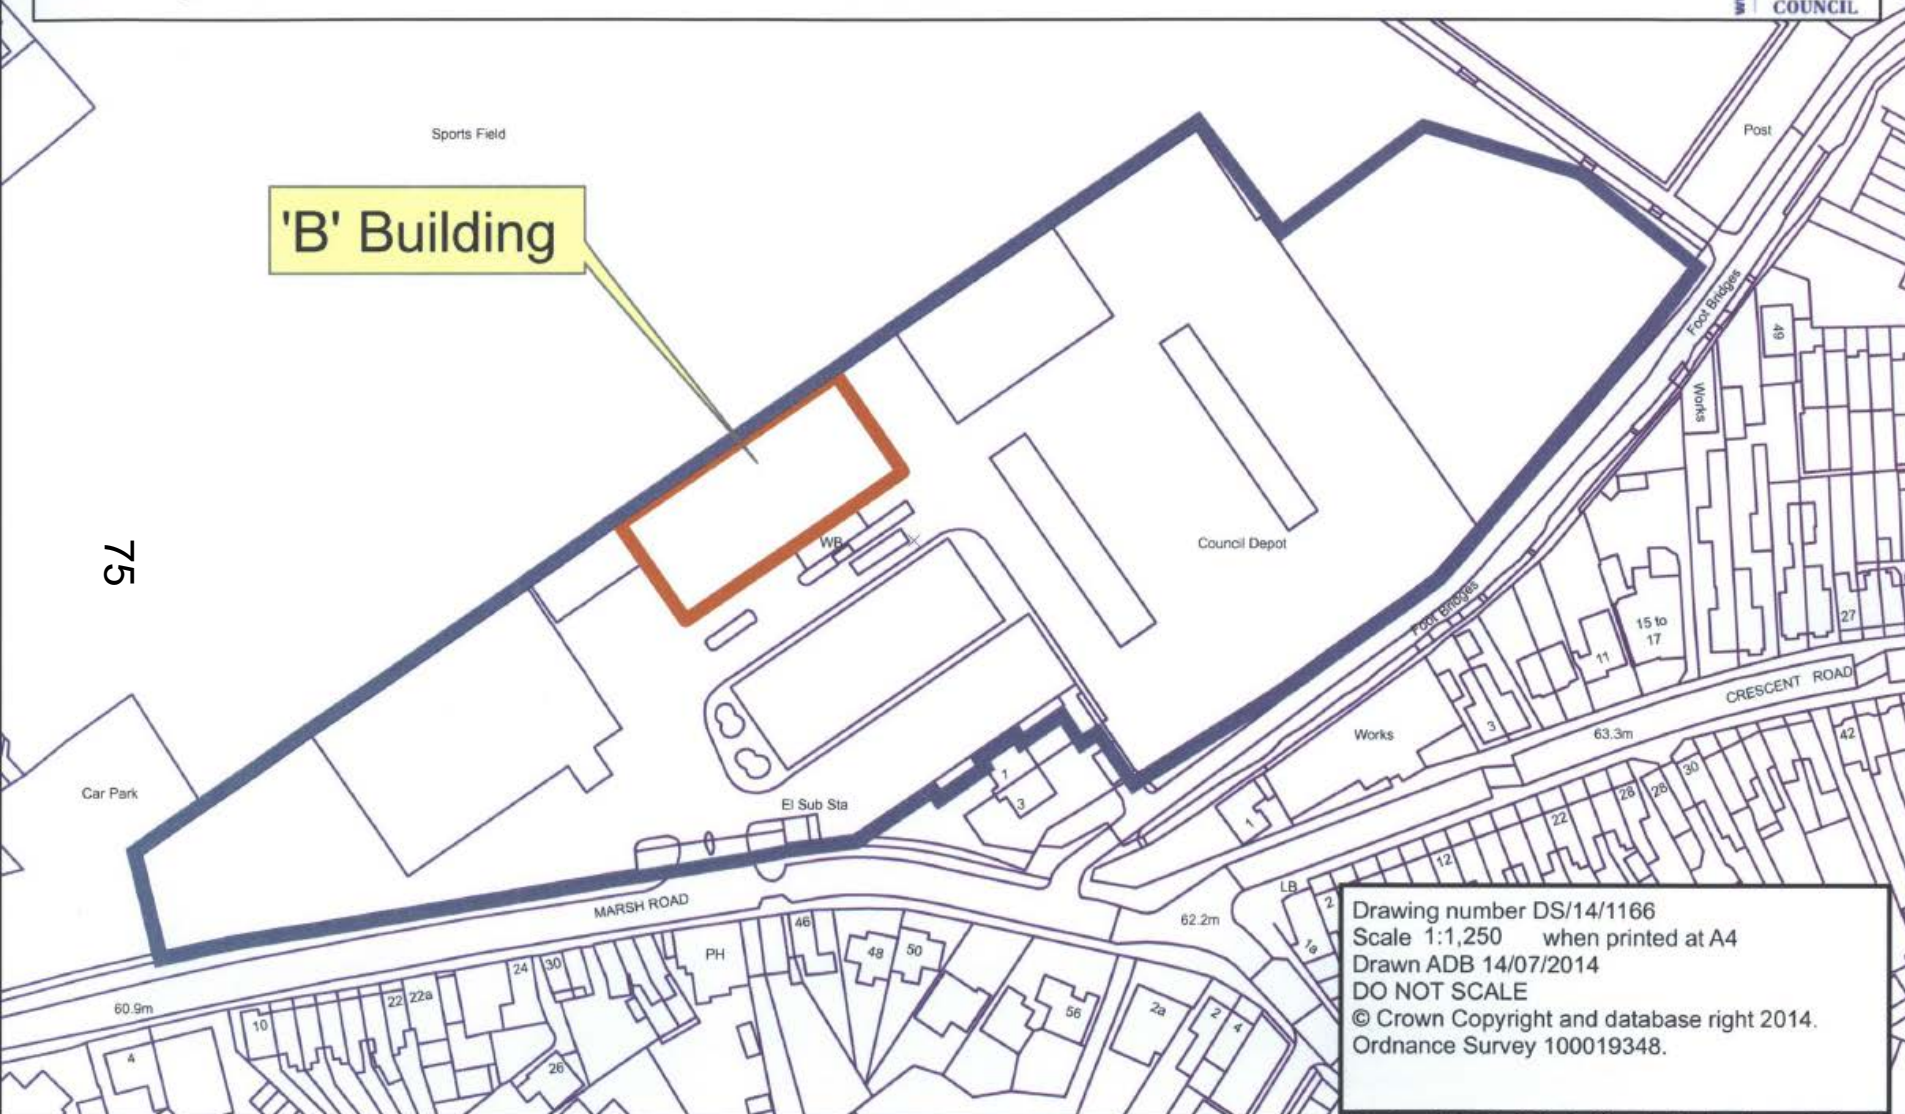 COUNCIL
Sports Field
Post
'B' Building
Foot Bridges
49
Works
75
WB
Council Depot
Foot Bridges
15 to
17
27
11
CRESCENT ROAD
3
63.3m
42
Works
1
3
Car Park
El Sub Sta
1
30
28
26
22
12
LB
2
1a
MARSH ROAD
62.2m
46
PH
48
50
24
30
22
22a
60.9m
10
4
26
56
2a
2
4
Drawing number DS/14/1166
Scale 1:1,250 when printed at A4
Drawn ADB 14/07/2014
DO NOT SCALE
© Crown Copyright and database right 2014.
Ordnance Survey 100019348.